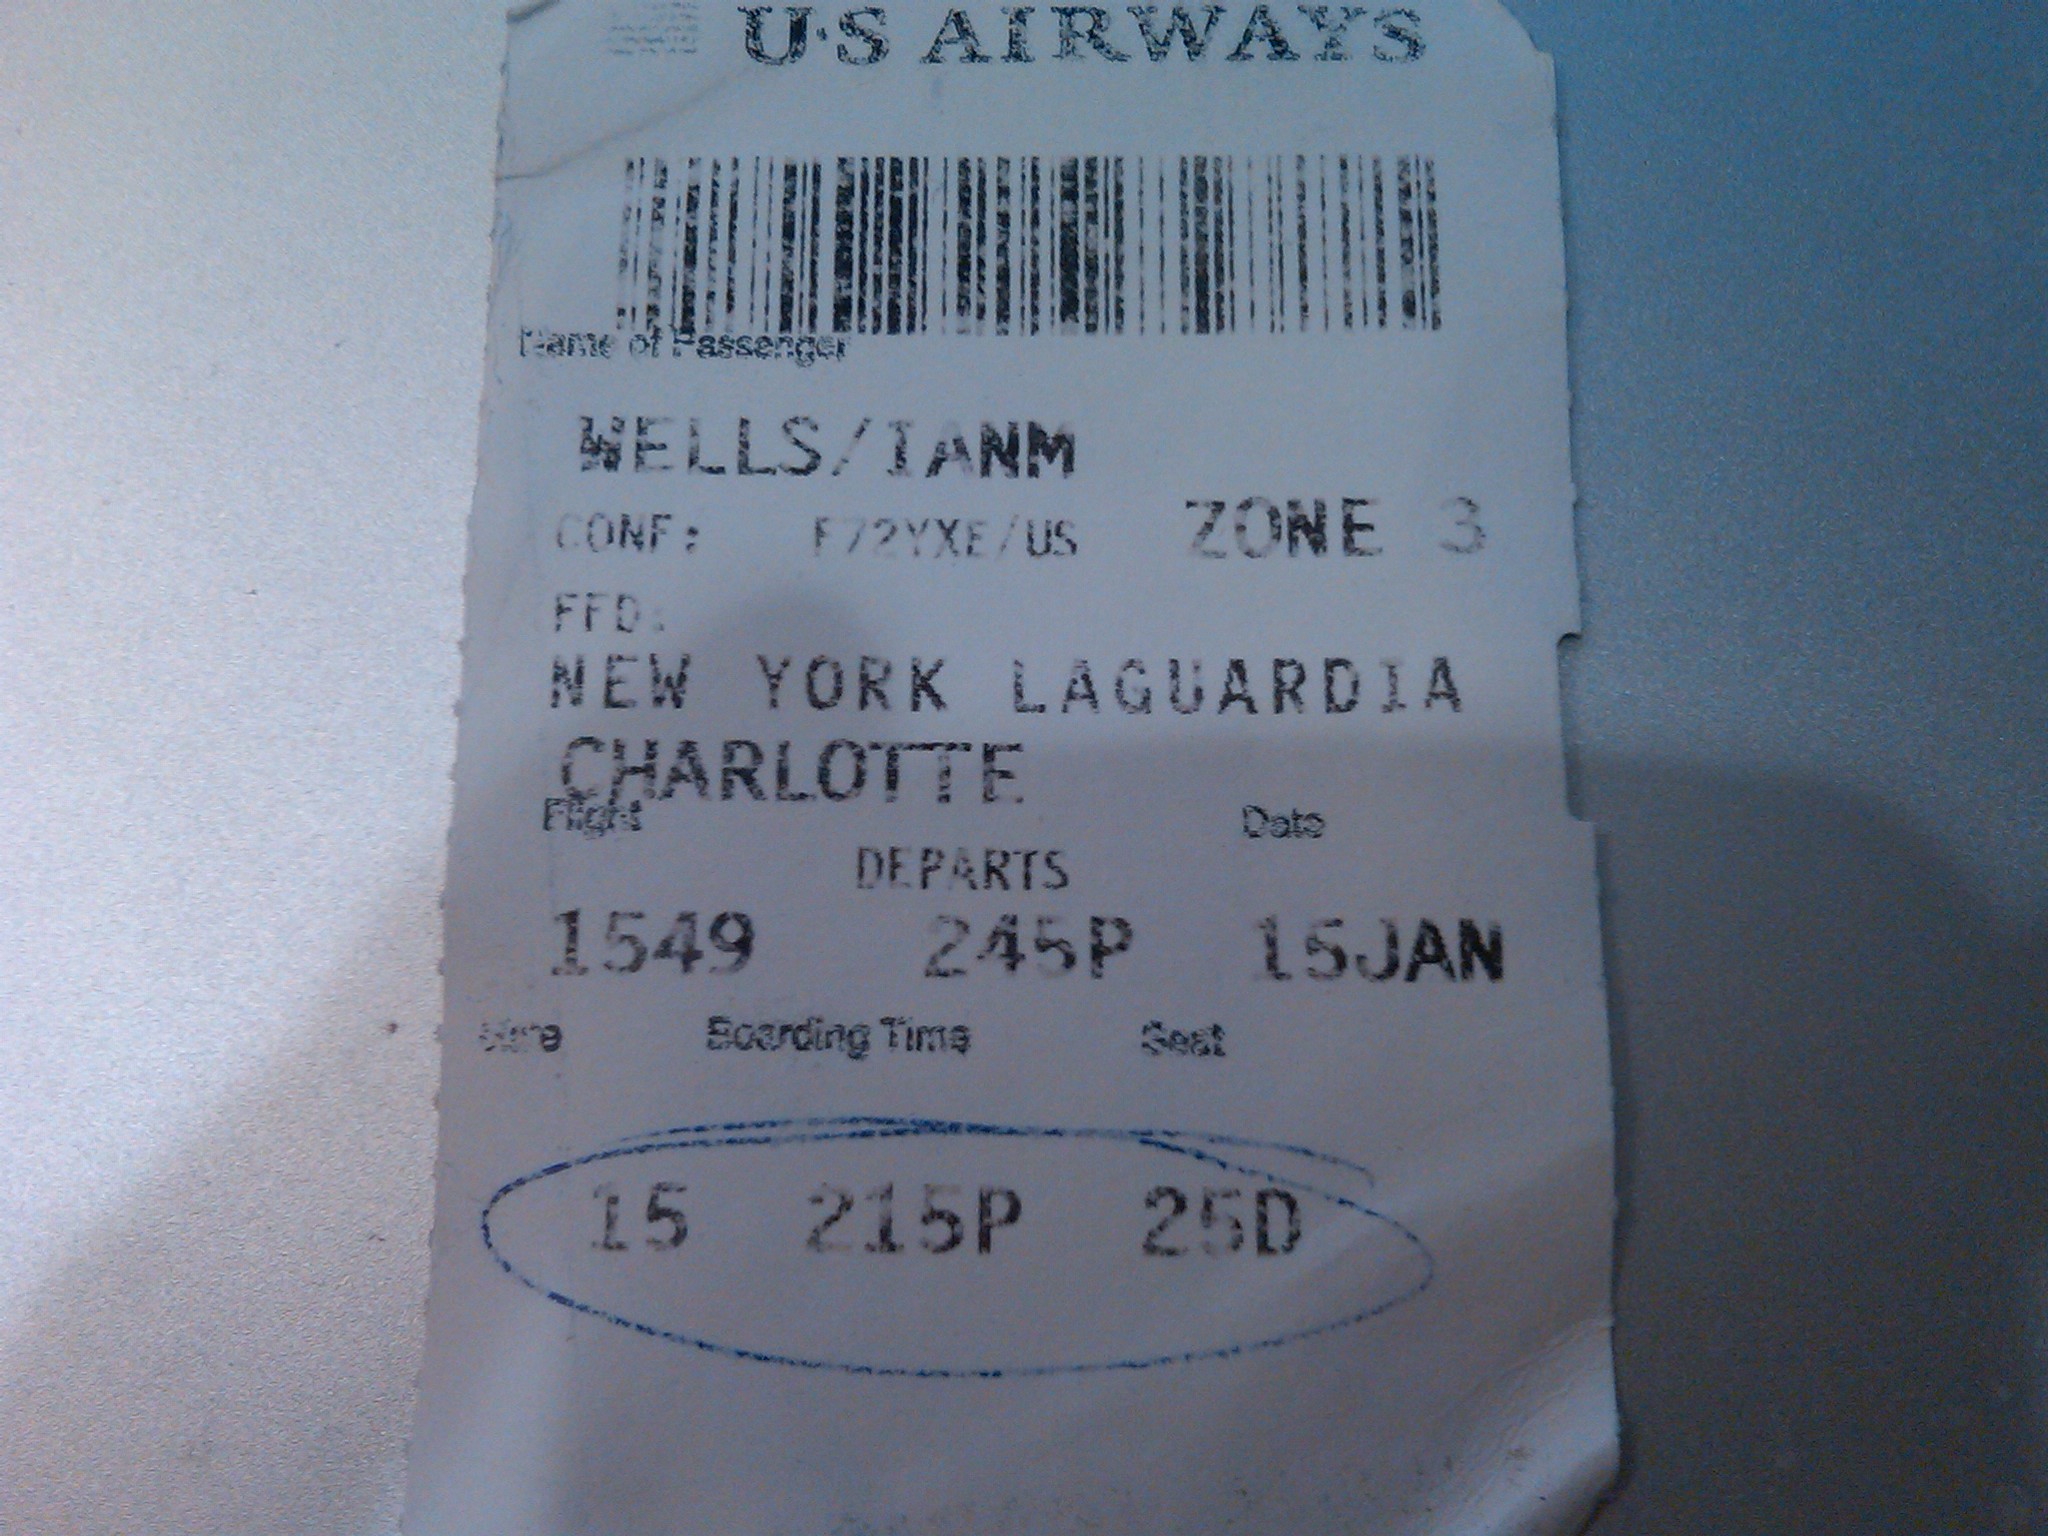 U·S AIRWAYS
Name of Passenger
WELLS/IANM
CONF: F72YXE/US ZONE 3
FFD:
NEW YORK LAGUARDIA
CHARLOTTE
Flight Date
DEPARTS
1549 245P 15JAN
Boarding Time Seat
15 215P 25D